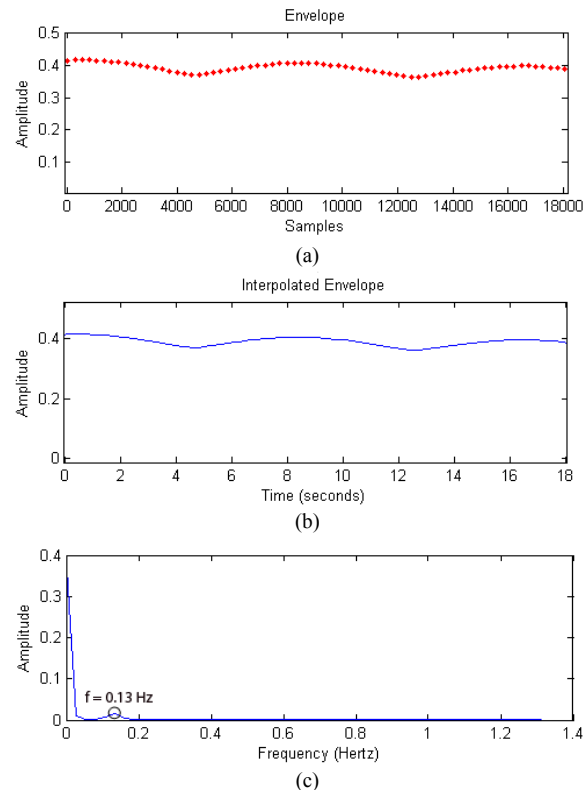 Envelope
0.5
0.4
0.3
0.2
0.1
Amplitude
0 2000 4000 6000 8000 10000 12000 14000 16000 18000
Samples
(a)
Interpolated Envelope
0.4
0.2
0
Amplitude
0 2 4 6 8 10 12 14 16 18
Time (seconds)
(b)
0.4
0.3
0.2
0.1
0
Amplitude
f = 0.13 Hz
0 0.2 0.4 0.6 0.8 1 1.2 1.4
Frequency (Hertz)
(c)